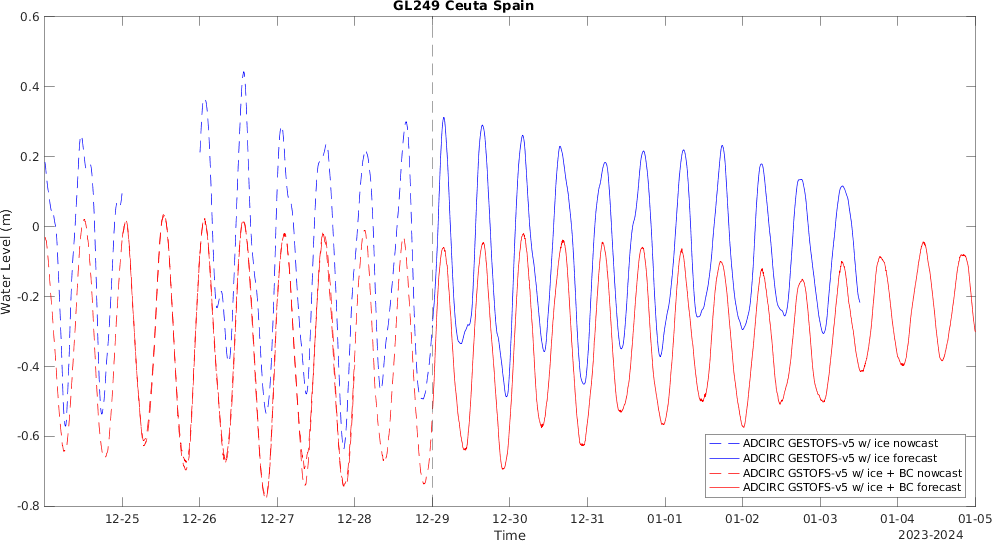 GL249 Ceuta Spain
0.6
0.4
0.2
0
-0.2
-0.4
-0.6
-0.8
Water Level (m)
ADCIRC GESTOFS-v5 w/ ice nowcast
ADCIRC GESTOFS-v5 w/ ice forecast
ADCIRC GSTOFS-v5 w/ ice + BC nowcast
ADCIRC GSTOFS-v5 w/ ice + BC forecast
12-25 12-26 12-27 12-28 12-29 12-30 12-31 01-01 01-02 01-03 01-04 01-05
Time
2023-2024